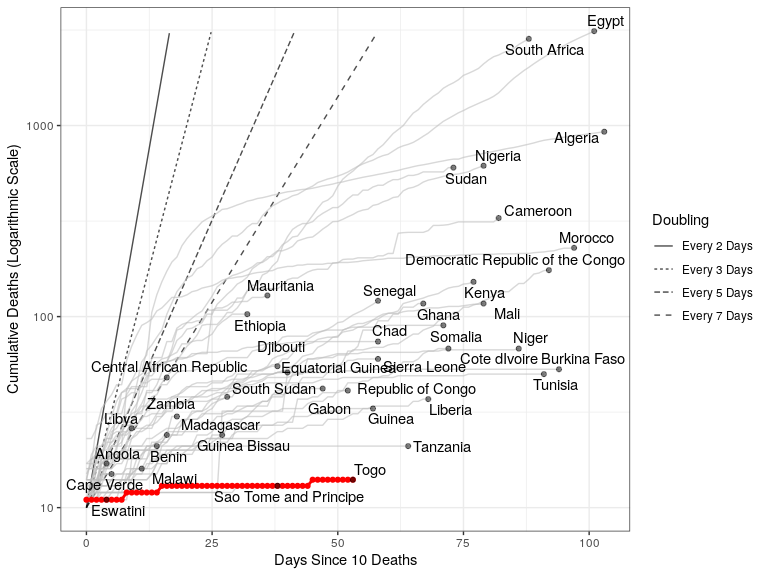 Egypt
South Africa
Algeria
Nigeria
Sudan
Cameroon
Morocco
Democratic Republic of the Congo
Mauritania
Senegal
Kenya
Ghana
Mali
Ethiopia
Chad
Somalia
Niger
Djibouti
Cote dIvoire
Burkina Faso
Central African Republic
Equatorial Guinea
Sierra Leone
Tunisia
South Sudan
Republic of Congo
Zambia
Gabon
Liberia
Libya
Madagascar
Guinea
Guinea Bissau
Tanzania
Angola
Benin
Togo
Cape Verde
Malawi
Sao Tome and Principe
Eswatini
1000
100
10
0
25
50
75
100
Days Since 10 Deaths
Cumulative Deaths (Logarithmic Scale)
Doubling
Every 2 Days
Every 3 Days
Every 5 Days
Every 7 Days